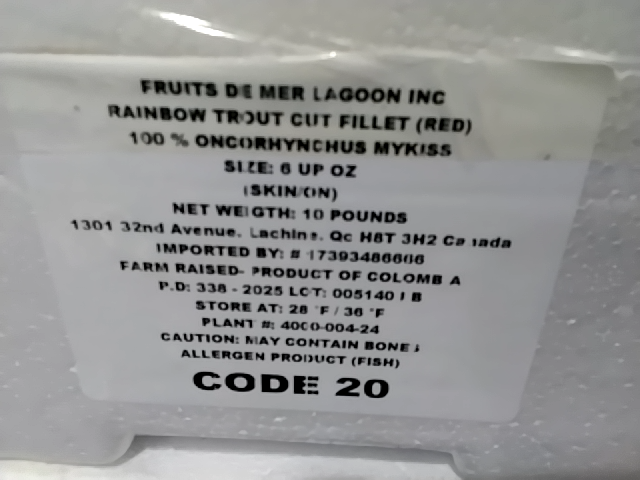 FRUITS DE MER LAGOON INC
RAINBOW TROUT CUT FILLET (RED)
100 % ONCORHYNCHUS MYKISS
SIZE: 6 UP OZ
(SKIN/ON)
NET WEIGTH: 10 POUNDS
1301 32nd Avenue, Lachine, Qc H8T 3H2 Canada
IMPORTED BY: #
FARM RAISED- PRODUCT OF COLOMBIA
P.D: 338 - 2025 LOT:
STORE AT: 28 °F / 36 °F
PLANT #: 4000-004-24
CAUTION: MAY CONTAIN BONES
ALLERGEN PRODUCT (FISH)
CODE 20